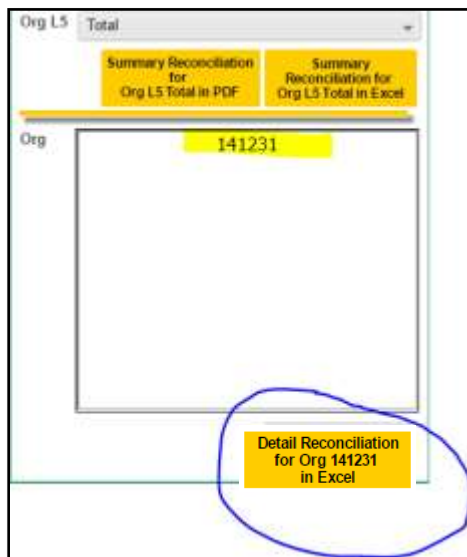 Org L5 Total
Summary Reconciliation
for
Org L5 Total in PDF
Summary
Reconciliation for
Org L5 Total in Excel
Org
141231
Detail Reconciliation
for Org 141231
in Excel